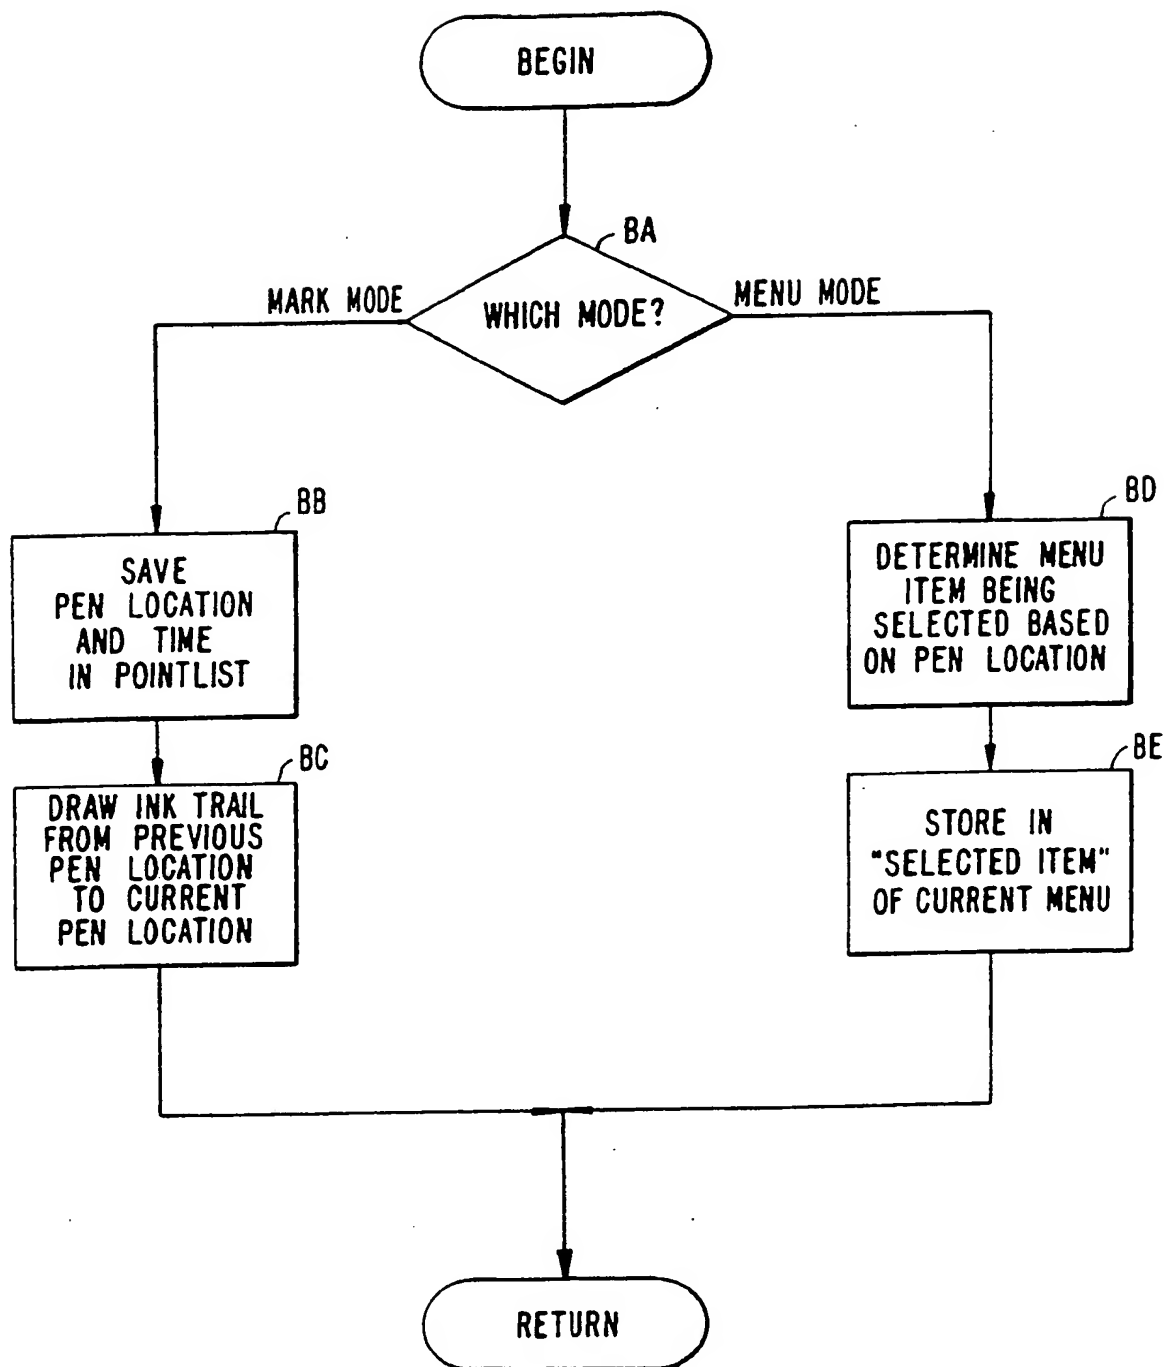 BEGIN
BA
MARK MODE
WHICH MODE?
MENU MODE
BB
SAVE
PEN LOCATION
AND TIME
IN POINTLIST
BC
DRAW INK TRAIL
FROM PREVIOUS
PEN LOCATION
TO CURRENT
PEN LOCATION
BD
DETERMINE MENU
ITEM BEING
SELECTED BASED
ON PEN LOCATION
BE
STORE IN
"SELECTED ITEM"
OF CURRENT MENU
RETURN